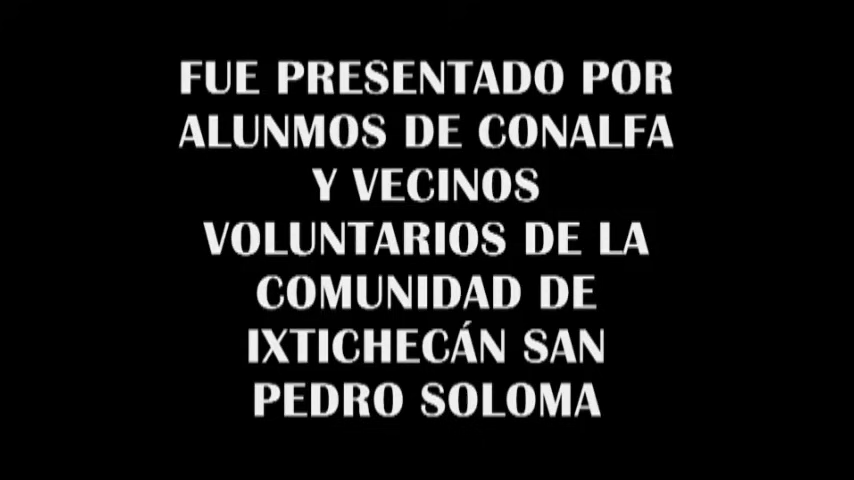 FUE PRESENTADO POR
ALUNMOS DE CONALFA
Y VECINOS
VOLUNTARIOS DE LA
COMUNIDAD DE
IXTICHECÁN SAN
PEDRO SOLOMA